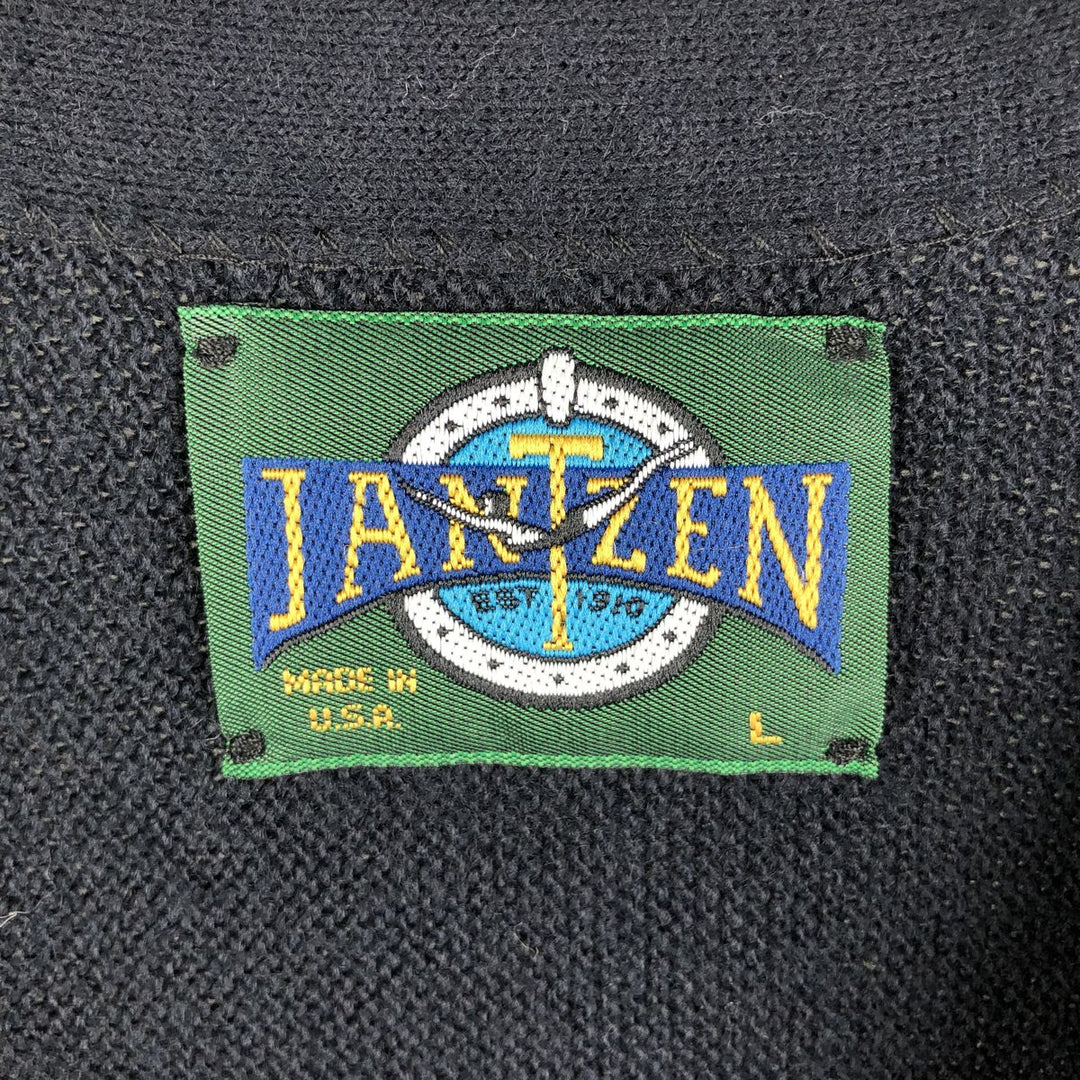 JANTZEN
EST 1910
MADE IN
U.S.A.
L